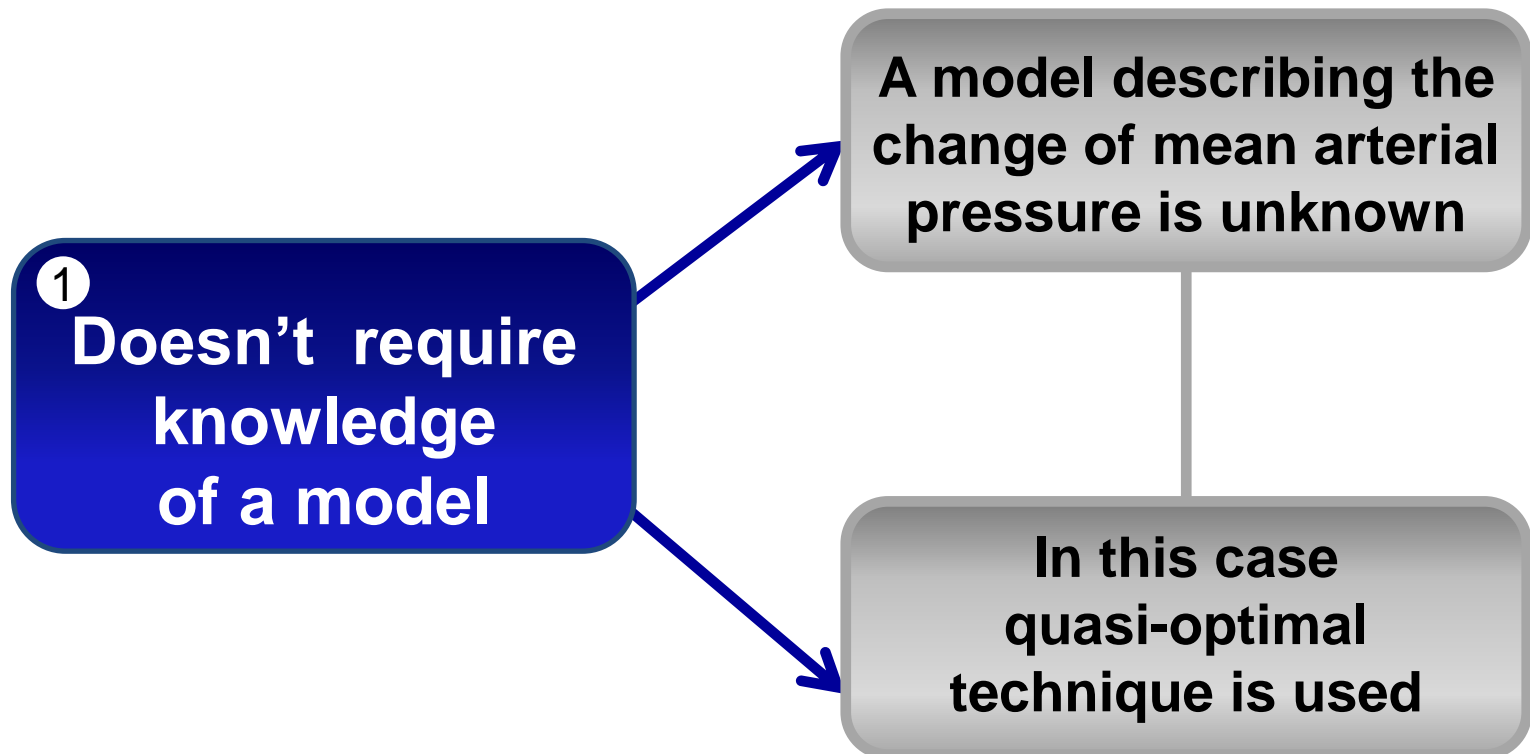 1
Doesn’t  require
knowledge
of a model
A model describing the
change of mean arterial
pressure is unknown
In this case
quasi-optimal
technique is used